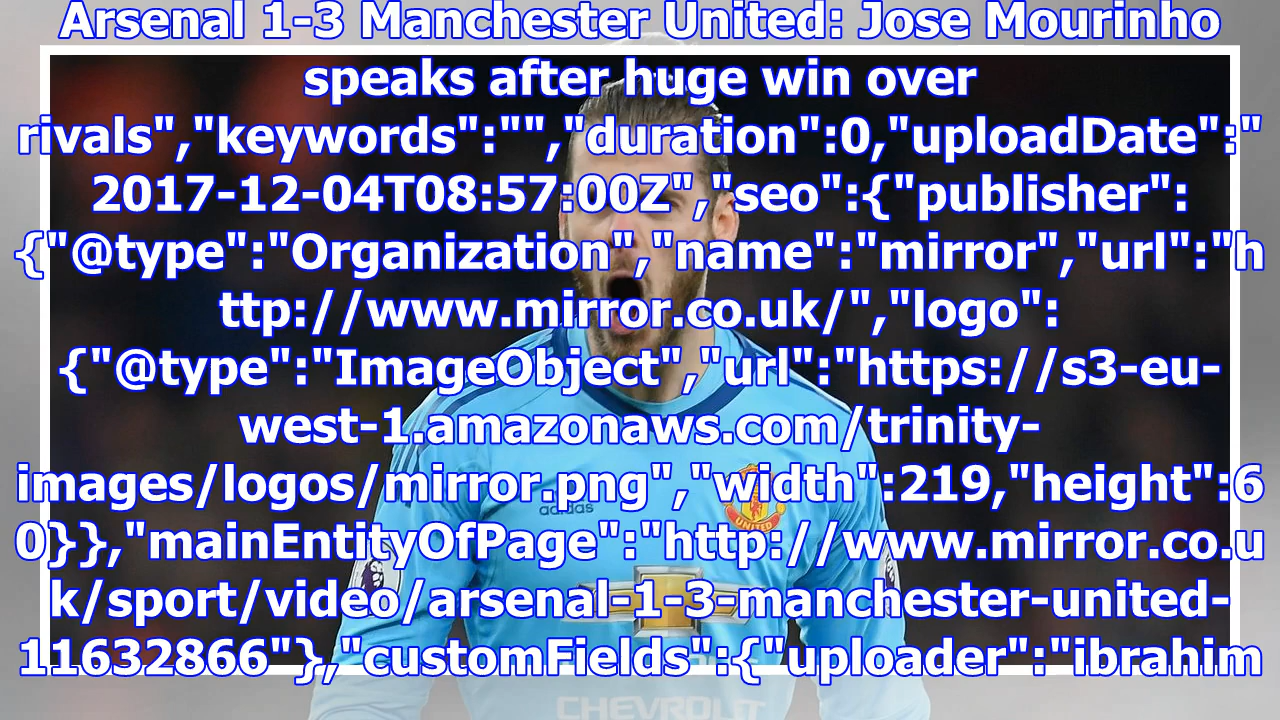 Arsenal 1-3 Manchester United: Jose Mourinho
speaks after huge win over
rivals","keywords":"","duration":0,"uploadDate":"
2017-12-04T08:57:00Z","seo":{"publisher":
{"@type":"Organization","name":"mirror","url":"h
ttp://www.mirror.co.uk/","logo":
{"@type":"ImageObject","url":"https://s3-eu-
west-1.amazonaws.com/trinity-
images/logos/mirror.png","width":219,"height":6
0}},"mainEntityOfPage":"http://www.mirror.co.u
k/sport/video/arsenal-1-3-manchester-united-
11632866"},"customFields":{"uploader":"ibrahim
adidas
UNITED
CHEVROLET